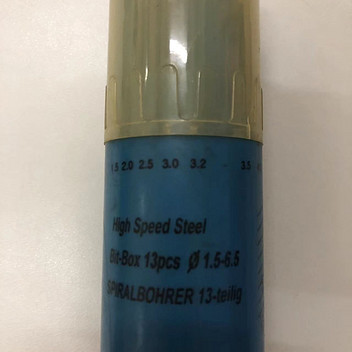 1.5 2.0 2.5 3.0 3.2 3.5
High Speed Steel
Bit-Box 13pcs Ø 1.5-6.5
SPIRALBOHRER 13-teilig